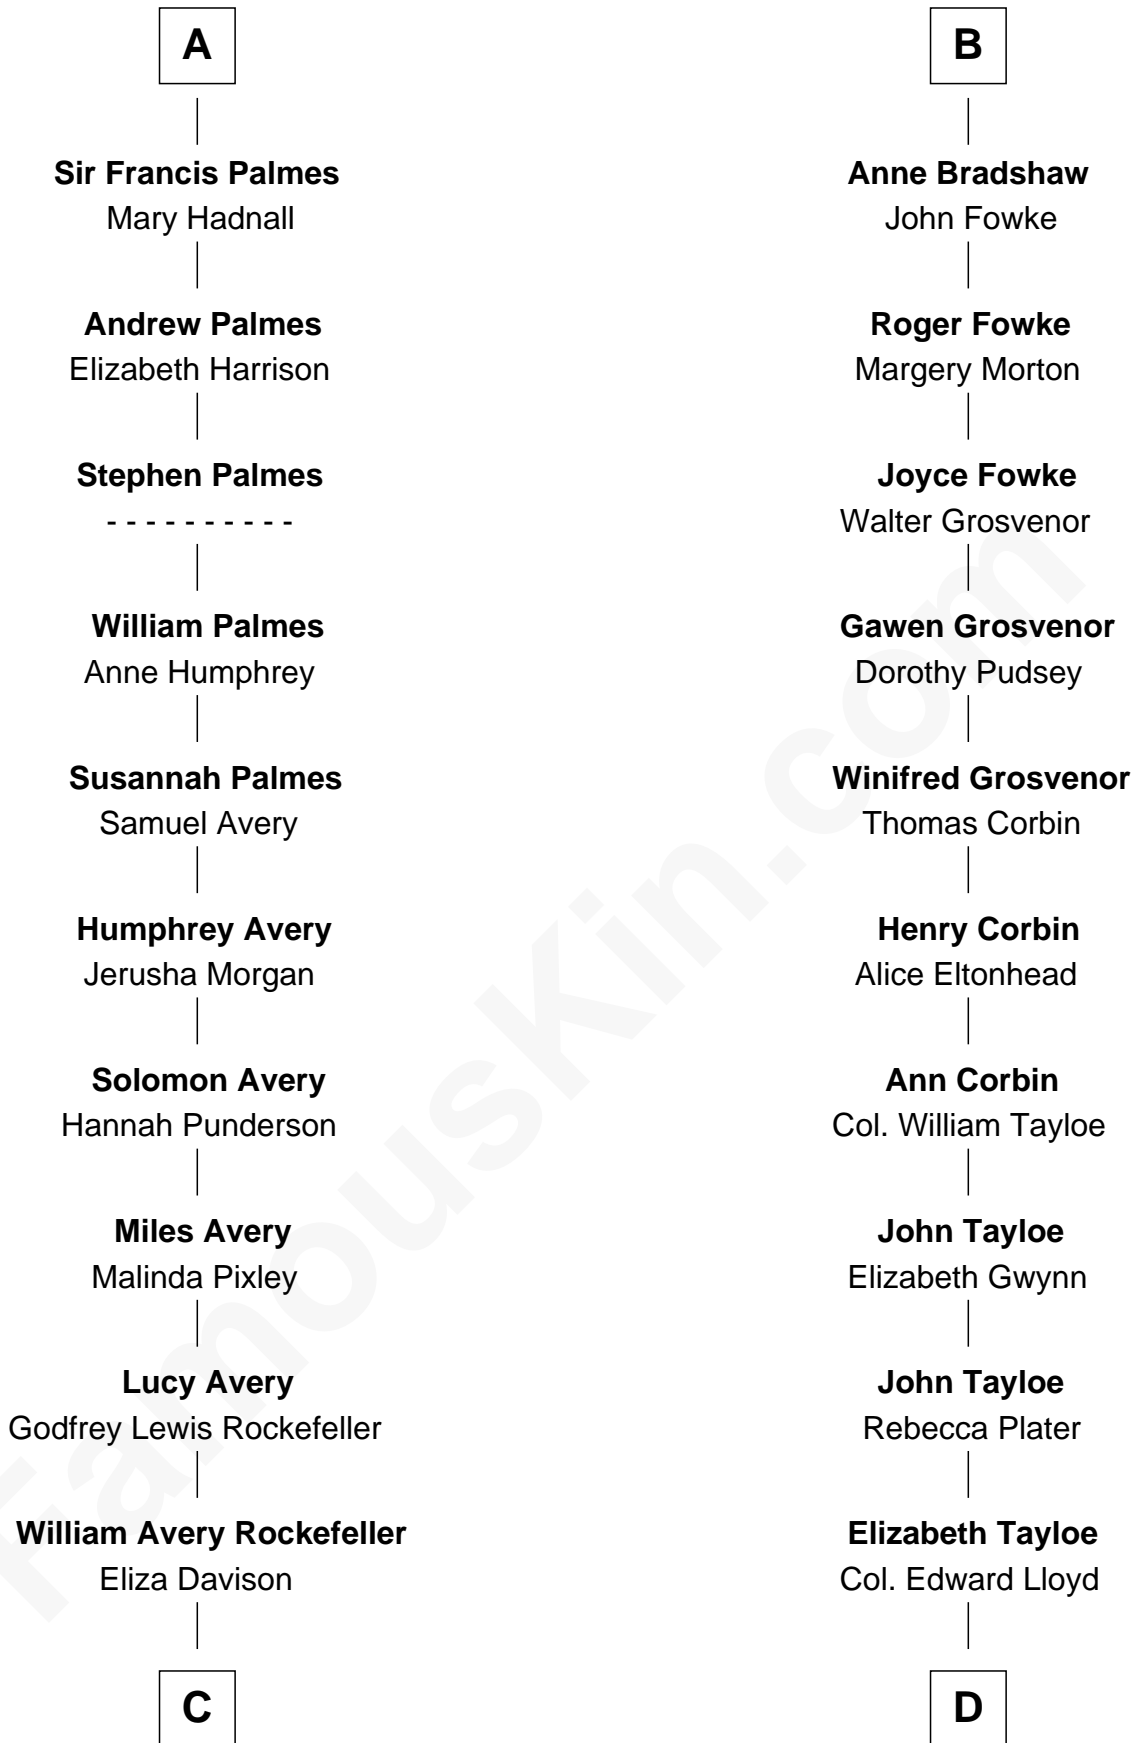 A
Sir Francis Palmes
Mary Hadnall
Andrew Palmes
Elizabeth Harrison
Stephen Palmes
- - - - - - - - - -
William Palmes
Anne Humphrey
Susannah Palmes
Samuel Avery
Humphrey Avery
Jerusha Morgan
Solomon Avery
Hannah Punderson
Miles Avery
Malinda Pixley
Lucy Avery
Godfrey Lewis Rockefeller
William Avery Rockefeller
Eliza Davison
C
B
Anne Bradshaw
John Fowke
Roger Fowke
Margery Morton
Joyce Fowke
Walter Grosvenor
Gawen Grosvenor
Dorothy Pudsey
Winifred Grosvenor
Thomas Corbin
Henry Corbin
Alice Eltonhead
Ann Corbin
Col. William Tayloe
John Tayloe
Elizabeth Gwynn
John Tayloe
Rebecca Plater
Elizabeth Tayloe
Col. Edward Lloyd
D
FamousKin.com